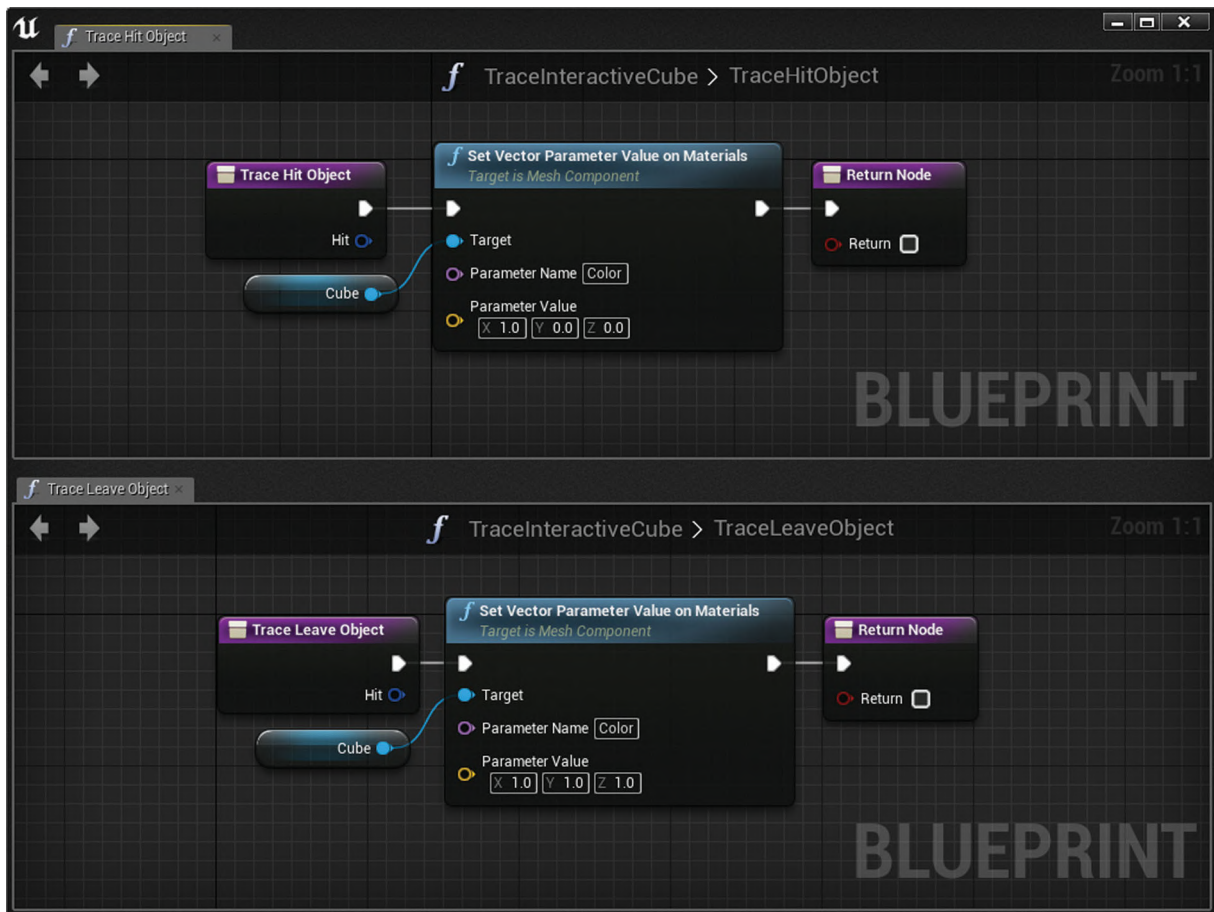 Trace Hit Object
TraceInteractiveCube > TraceHitObject
Zoom 1:1
Trace Hit Object
Hit
Cube
f Set Vector Parameter Value on Materials
Target is Mesh Component
Target
Parameter Name Color
Parameter Value
X 1.0 Y 0.0 Z 0.0
Return Node
Return
BLUEPRINT
Trace Leave Object
TraceInteractiveCube > TraceLeaveObject
Zoom 1:1
Trace Leave Object
Hit
Cube
f Set Vector Parameter Value on Materials
Target is Mesh Component
Target
Parameter Name Color
Parameter Value
X 1.0 Y 1.0 Z 1.0
Return Node
Return
BLUEPRINT